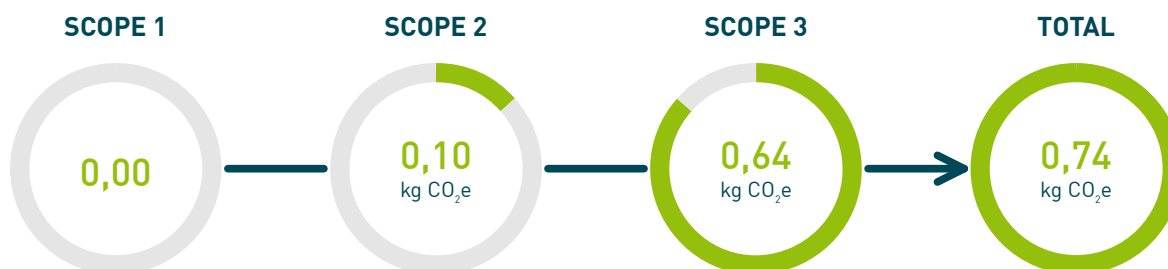 SCOPE 1
SCOPE 2
SCOPE 3
TOTAL
0,00
0,10
kg CO₂e
0,64
kg CO₂e
0,74
kg CO₂e